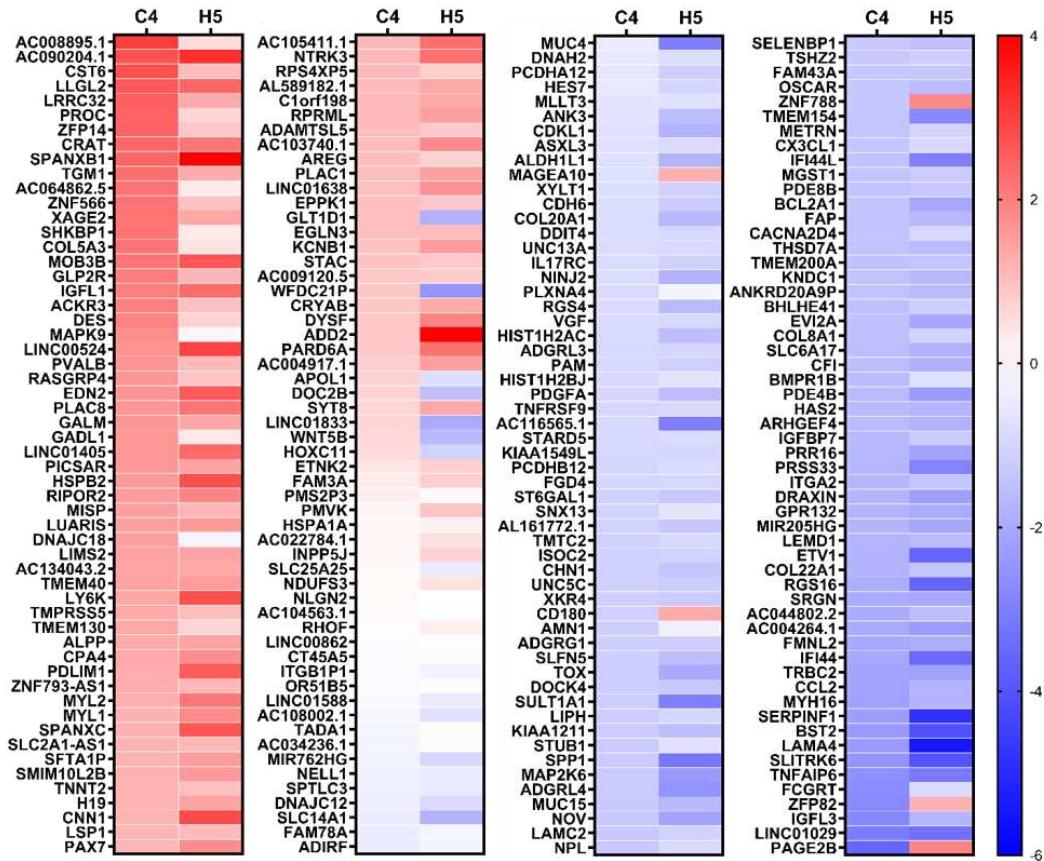 C4 H5
AC008895.1
AC090204.1
CST6
LLGL2
LRRC32
PROC
ZFP14
CRAT
SPANXB1
TGM1
AC064862.5
ZNF566
XAGE2
SHKBP1
COL5A3
MOB3B
GLP2R
IGFL1
ACKR3
DES
MAPK9
LINC00524
PVALB
RASGRP4
EDN2
PLAC8
GALM
GADL1
LINC01405
PICSAR
HSPB2
RIPOR2
MISP
LUARIS
DNAJC18
LIMS2
AC134043.2
TMEM40
LY6K
TMPRSS5
TMEM130
ALPP
CPA4
PDLIM1
ZNF793-AS1
MYL2
MYL1
SPANXC
SLC2A1-AS1
SFTA1P
SMIM10L2B
TNNT2
H19
CNN1
LSP1
PAX7
C4 H5
AC105411.1
NTRK3
RPS4XP5
AL589182.1
C1orf198
RPRML
ADAMTSL5
AC103740.1
AREG
PLAC1
LINC01638
EPPK1
GLT1D1
EGLN3
KCNB1
STAC
AC009120.5
WFDC21P
CRYAB
DYSF
ADD2
PARD6A
AC004917.1
APOL1
DOC2B
SYT8
LINC01833
WNT5B
HOXC11
ETNK2
FAM3A
PMS2P3
PMVK
HSPA1A
AC022784.1
INPP5J
SLC25A25
NDUFS3
NLGN2
AC104563.1
RHOF
LINC00862
CT45A5
ITGB1P1
OR51B5
LINC01588
AC108002.1
TADA1
AC034236.1
MIR762HG
NELL1
SPTLC3
DNAJC12
SLC14A1
FAM78A
ADIRF
C4 H5
MUC4
DNAH2
PCDHA12
HES7
MLLT3
ANK3
CDKL1
ASXL3
ALDH1L1
MAGEA10
XYLT1
CDH6
COL20A1
DDIT4
UNC13A
IL17RC
NINJ2
PLXNA4
RGS4
VGF
HIST1H2AC
ADGRL3
PAM
HIST1H2BJ
PDGFA
TNFRSF9
AC116565.1
STARD5
KIAA1549L
PCDHB12
FGD4
ST6GAL1
SNX13
AL161772.1
TMTC2
ISOC2
CHN1
UNC5C
XKR4
CD180
AMN1
ADGRG1
SLFN5
TOX
DOCK4
SULT1A1
LIPH
KIAA1211
STUB1
SPP1
MAP2K6
ADGRL4
MUC15
NOV
LAMC2
NPL
C4 H5
SELENBP1
TSHZ2
FAM43A
OSCAR
ZNF788
TMEM154
METRN
CX3CL1
IFI44L
MGST1
PDE8B
BCL2A1
FAP
CACNA2D4
THSD7A
TMEM200A
KNDC1
ANKRD20A9P
BHLHE41
EVI2A
COL8A1
SLC6A17
CFI
BMPR1B
PDE4B
HAS2
ARHGEF4
IGFBP7
PRR16
PRSS33
ITGA2
DRAXIN
GPR132
MIR205HG
LEMD1
ETV1
COL22A1
RGS16
SRGN
AC044802.2
AC004264.1
FMNL2
IFI44
TRBC2
CCL2
MYH16
SERPINF1
BST2
LAMA4
SLITRK6
TNFAIP6
FCGRT
ZFP82
IGFL3
LINC01029
PAGE2B
4
2
0
-2
-4
-6